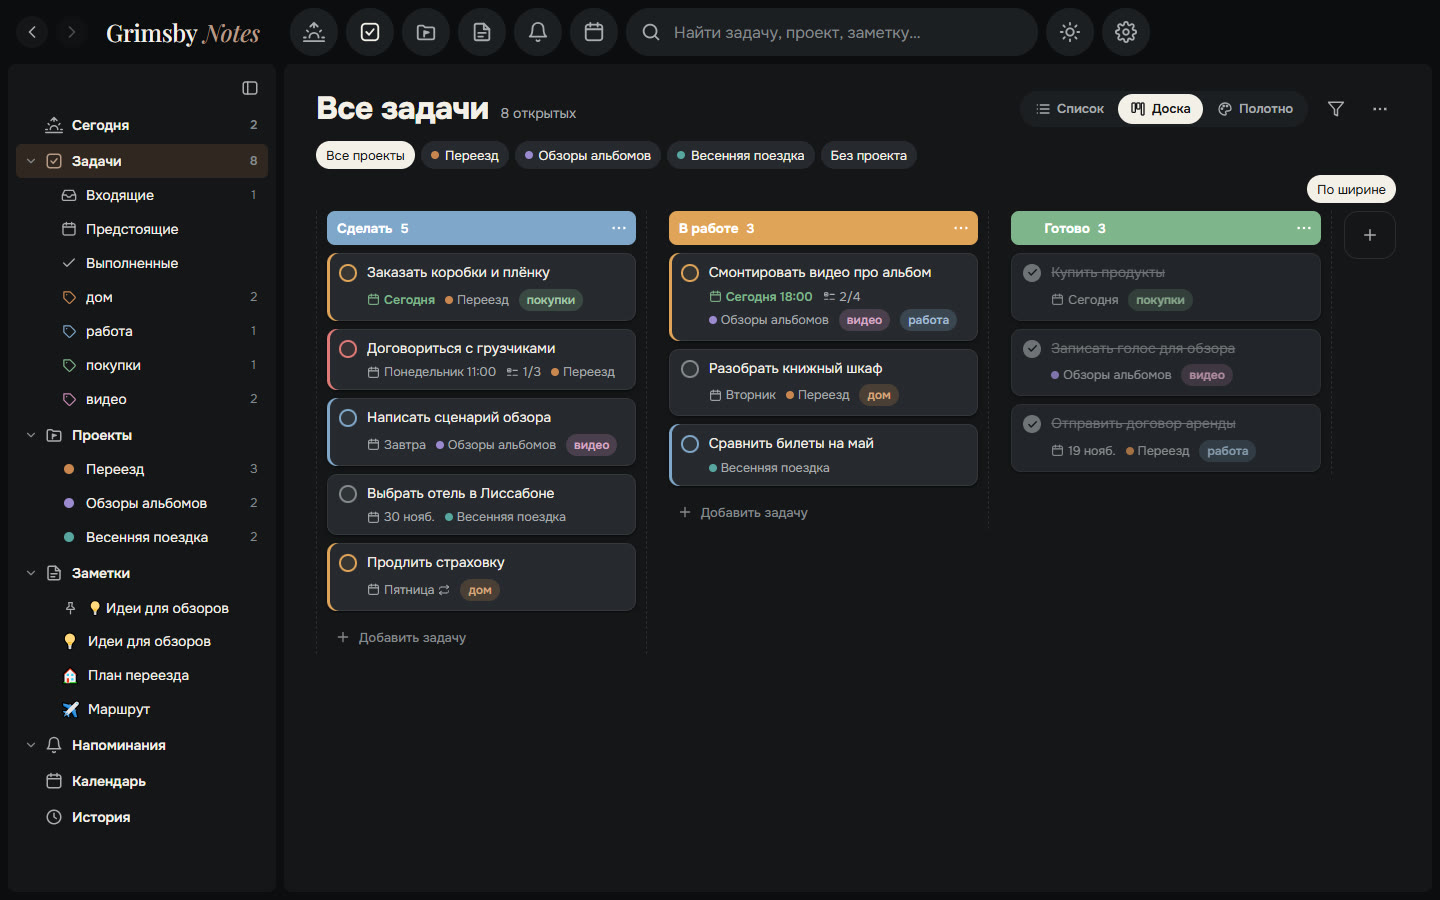 Grimsby Notes
Найти задачу, проект, заметку...
Сегодня 2
Задачи 8
Входящие 1
Предстоящие
Выполненные
дом 2
работа 1
покупки 1
видео 2
Проекты
Переезд 3
Обзоры альбомов 2
Весенняя поездка 2
Заметки
Идеи для обзоров
Идеи для обзоров
План переезда
Маршрут
Напоминания
Календарь
История
Все задачи 8 открытых
Список Доска Полотно
Все проекты Переезд Обзоры альбомов Весенняя поездка Без проекта
По ширине
Сделать 5
Заказать коробки и плёнку
Сегодня Переезд покупки
Договориться с грузчиками
Понедельник 11:00 1/3 Переезд
Написать сценарий обзора
Завтра Обзоры альбомов видео
Выбрать отель в Лиссабоне
30 нояб. Весенняя поездка
Продлить страховку
Пятница дом
Добавить задачу
В работе 3
Смонтировать видео про альбом
Сегодня 18:00 2/4
Обзоры альбомов видео работа
Разобрать книжный шкаф
Вторник Переезд дом
Сравнить билеты на май
Весенняя поездка
Добавить задачу
Готово 3
Купить продукты
Сегодня покупки
Записать голос для обзора
Обзоры альбомов видео
Отправить договор аренды
19 нояб. Переезд работа